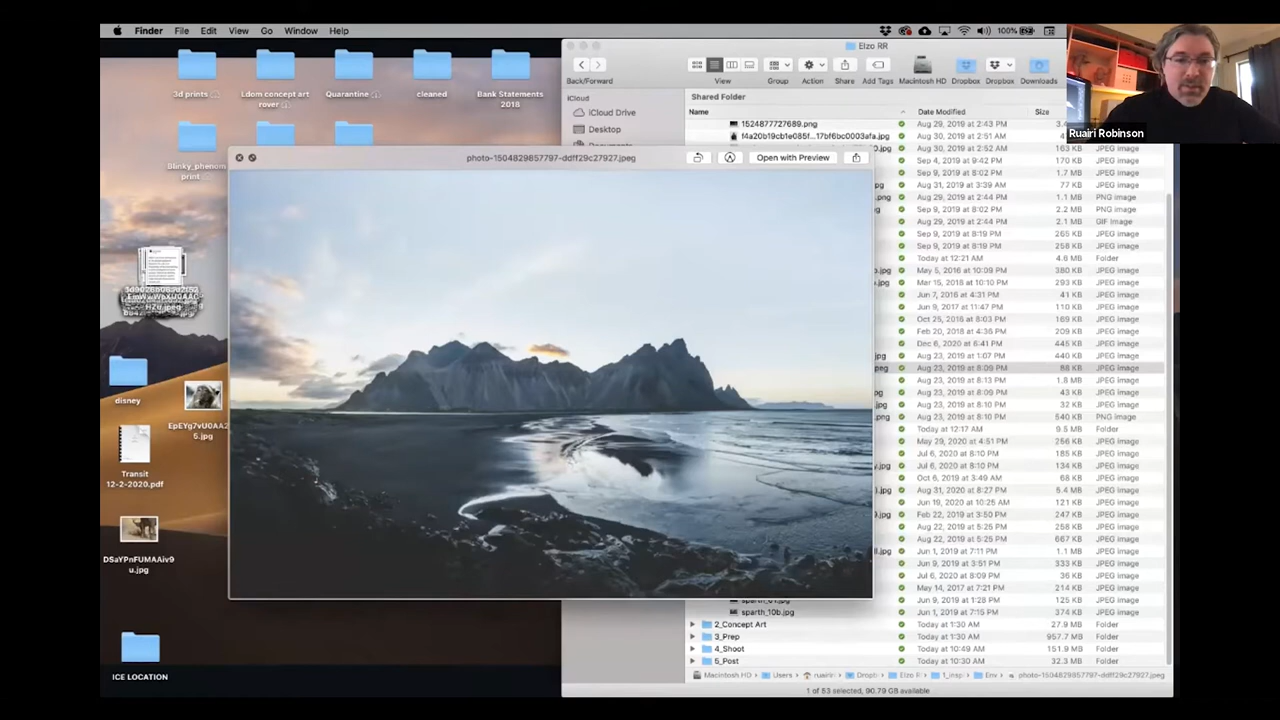 Finder File Edit View Go Window Help 100%
Elzo RR
Back/Forward View Group Action Share Add Tags Macintosh HD Dropbox Dropbox Downloads
Ruairi Robinson
3d prints
Ldom concept art rover
Quarantine
cleaned
Bank Statements 2018
Blinky_phenom print
disney
EpEYg7vU0AA2
6.jpg
Transit
12-2-2020.pdf
DSaYPnFUMAAiv9
u.jpg
ICE LOCATION
iCloud
iCloud Drive
Desktop
Shared Folder
Name Date Modified Size
photo-1504829857797-ddff29c27927.jpeg Open with Preview
1524877727689.png Aug 29, 2019 at 2:43 PM
f4a20b19cb1e085f...17bf6bc0003afa.jpg Aug 30, 2019 at 2:51 AM
Aug 30, 2019 at 2:52 AM 163 KB JPEG image
Sep 4, 2019 at 9:42 PM 170 KB JPEG image
Sep 9, 2019 at 8:02 PM 1.7 MB JPEG image
Aug 31, 2019 at 3:39 AM 77 KB JPEG image
Aug 29, 2019 at 2:44 PM 1.1 MB PNG image
Sep 9, 2019 at 8:02 PM 2.2 MB PNG image
Aug 29, 2019 at 2:44 PM 2.1 MB GIF Image
Sep 9, 2019 at 8:19 PM 265 KB JPEG image
Sep 9, 2019 at 8:19 PM 258 KB JPEG image
Today at 12:21 AM 4.6 MB Folder
May 5, 2016 at 10:09 PM 380 KB JPEG image
Mar 15, 2018 at 10:10 PM 293 KB JPEG image
Jun 7, 2016 at 4:31 PM 41 KB JPEG image
Jun 9, 2017 at 11:47 PM 110 KB JPEG image
Oct 25, 2018 at 8:03 PM 169 KB JPEG image
Feb 20, 2018 at 4:36 PM 209 KB JPEG image
Dec 6, 2020 at 6:41 PM 445 KB JPEG image
Aug 23, 2019 at 1:07 PM 440 KB JPEG image
Aug 23, 2019 at 8:09 PM 88 KB JPEG image
Aug 23, 2019 at 8:13 PM 1.8 MB JPEG image
Aug 23, 2019 at 8:09 PM 43 KB JPEG image
Aug 23, 2019 at 8:10 PM 32 KB JPEG image
Aug 23, 2019 at 8:10 PM 540 KB PNG image
Today at 12:17 AM 9.5 MB Folder
May 29, 2020 at 4:51 PM 256 KB JPEG image
Jul 6, 2020 at 8:10 PM 185 KB JPEG image
Jul 6, 2020 at 8:10 PM 134 KB JPEG image
Oct 6, 2019 at 3:49 AM 68 KB JPEG image
Aug 31, 2020 at 8:27 PM 5.4 MB JPEG image
Jun 19, 2020 at 10:25 AM 121 KB JPEG image
Feb 22, 2019 at 3:50 PM 247 KB JPEG image
Aug 22, 2019 at 5:25 PM 258 KB JPEG image
Aug 22, 2019 at 5:25 PM 667 KB JPEG image
Jun 1, 2019 at 7:11 PM 1.1 MB JPEG image
Jun 9, 2019 at 3:51 PM 333 KB JPEG image
Jul 6, 2020 at 8:09 PM 36 KB JPEG image
May 14, 2017 at 7:21 PM 214 KB JPEG image
sparth_01.jpg Jun 9, 2019 at 1:28 PM 125 KB JPEG image
sparth_10b.jpg Jun 1, 2019 at 7:15 PM 374 KB JPEG image
2_Concept Art Today at 1:30 AM 27.9 MB Folder
3_Prep Today at 1:30 AM 957.7 MB Folder
4_Shoot Today at 10:49 AM 151.9 MB Folder
5_Post Today at 10:30 AM 32.3 MB Folder
Macintosh HD Users ruairi Dropb Elzo R 1_insp Env photo-1504829857797-ddff29c27927.jpeg
1 of 53 selected, 90.79 GB available